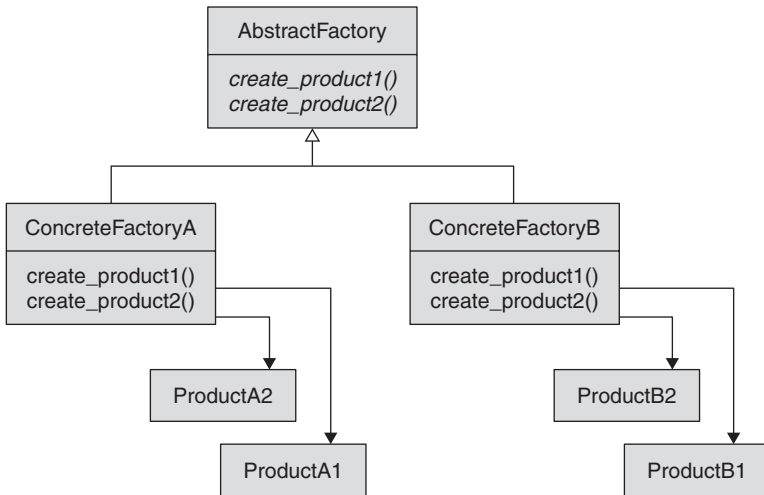 AbstractFactory
create_product1()
create_product2()
ConcreteFactoryA
create_product1()
create_product2()
ConcreteFactoryB
create_product1()
create_product2()
ProductA2
ProductA1
ProductB2
ProductB1